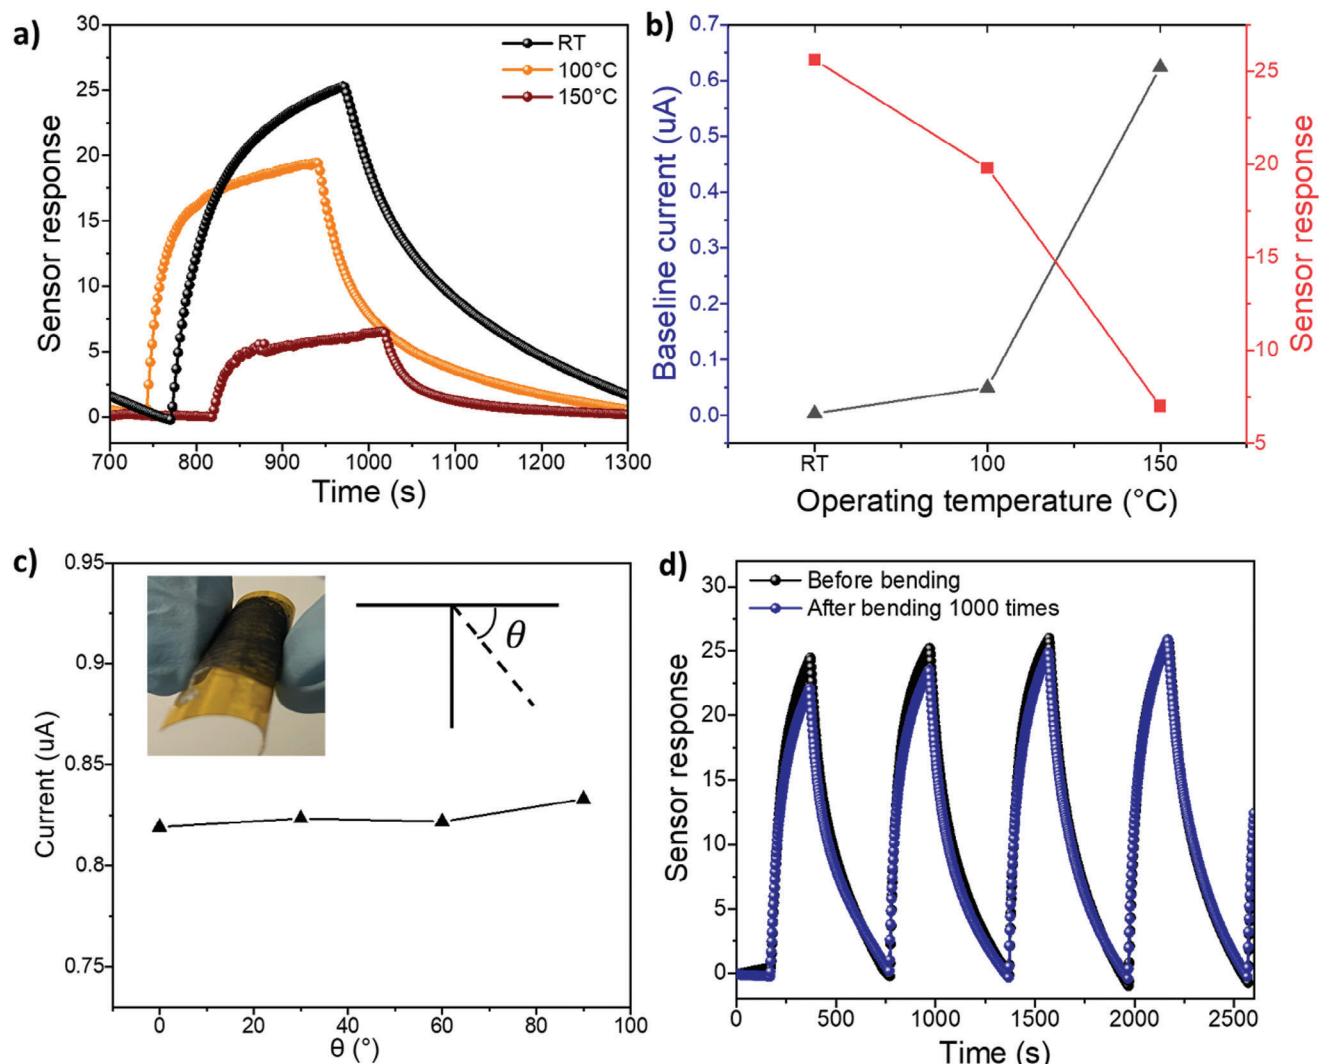 a)
30
25
20
15
10
5
0
Sensor response
RT
100°C
150°C
700 800 900 1000 1100 1200 1300
Time (s)
b)
0.7
0.6
0.5
0.4
0.3
0.2
0.1
0.0
Baseline current (uA)
25
20
15
10
5
Sensor response
RT 100 150
Operating temperature (°C)
c)
0.95
0.9
0.85
0.8
0.75
Current (uA)
θ
0 20 40 60 80 100
θ (°)
d)
30
25
20
15
10
5
0
Sensor response
Before bending
After bending 1000 times
0 500 1000 1500 2000 2500
Time (s)